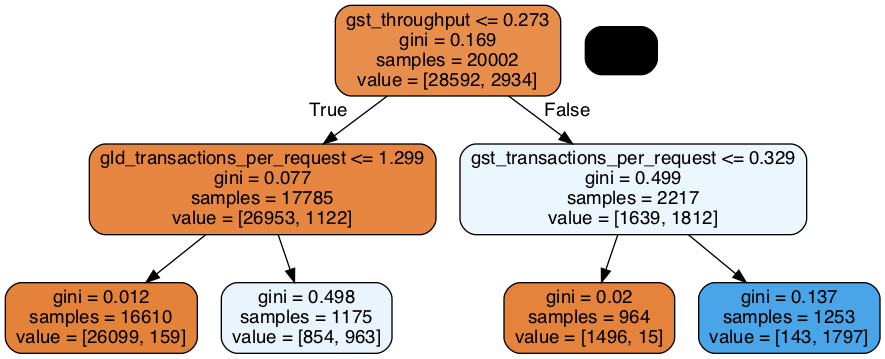 gst_throughput <= 0.273
gini = 0.169
samples = 20002
value = [28592, 2934]
True
False
gld_transactions_per_request <= 1.299
gini = 0.077
samples = 17785
value = [26953, 1122]
gst_transactions_per_request <= 0.329
gini = 0.499
samples = 2217
value = [1639, 1812]
gini = 0.012
samples = 16610
value = [26099, 159]
gini = 0.498
samples = 1175
value = [854, 963]
gini = 0.02
samples = 964
value = [1496, 15]
gini = 0.137
samples = 1253
value = [143, 1797]